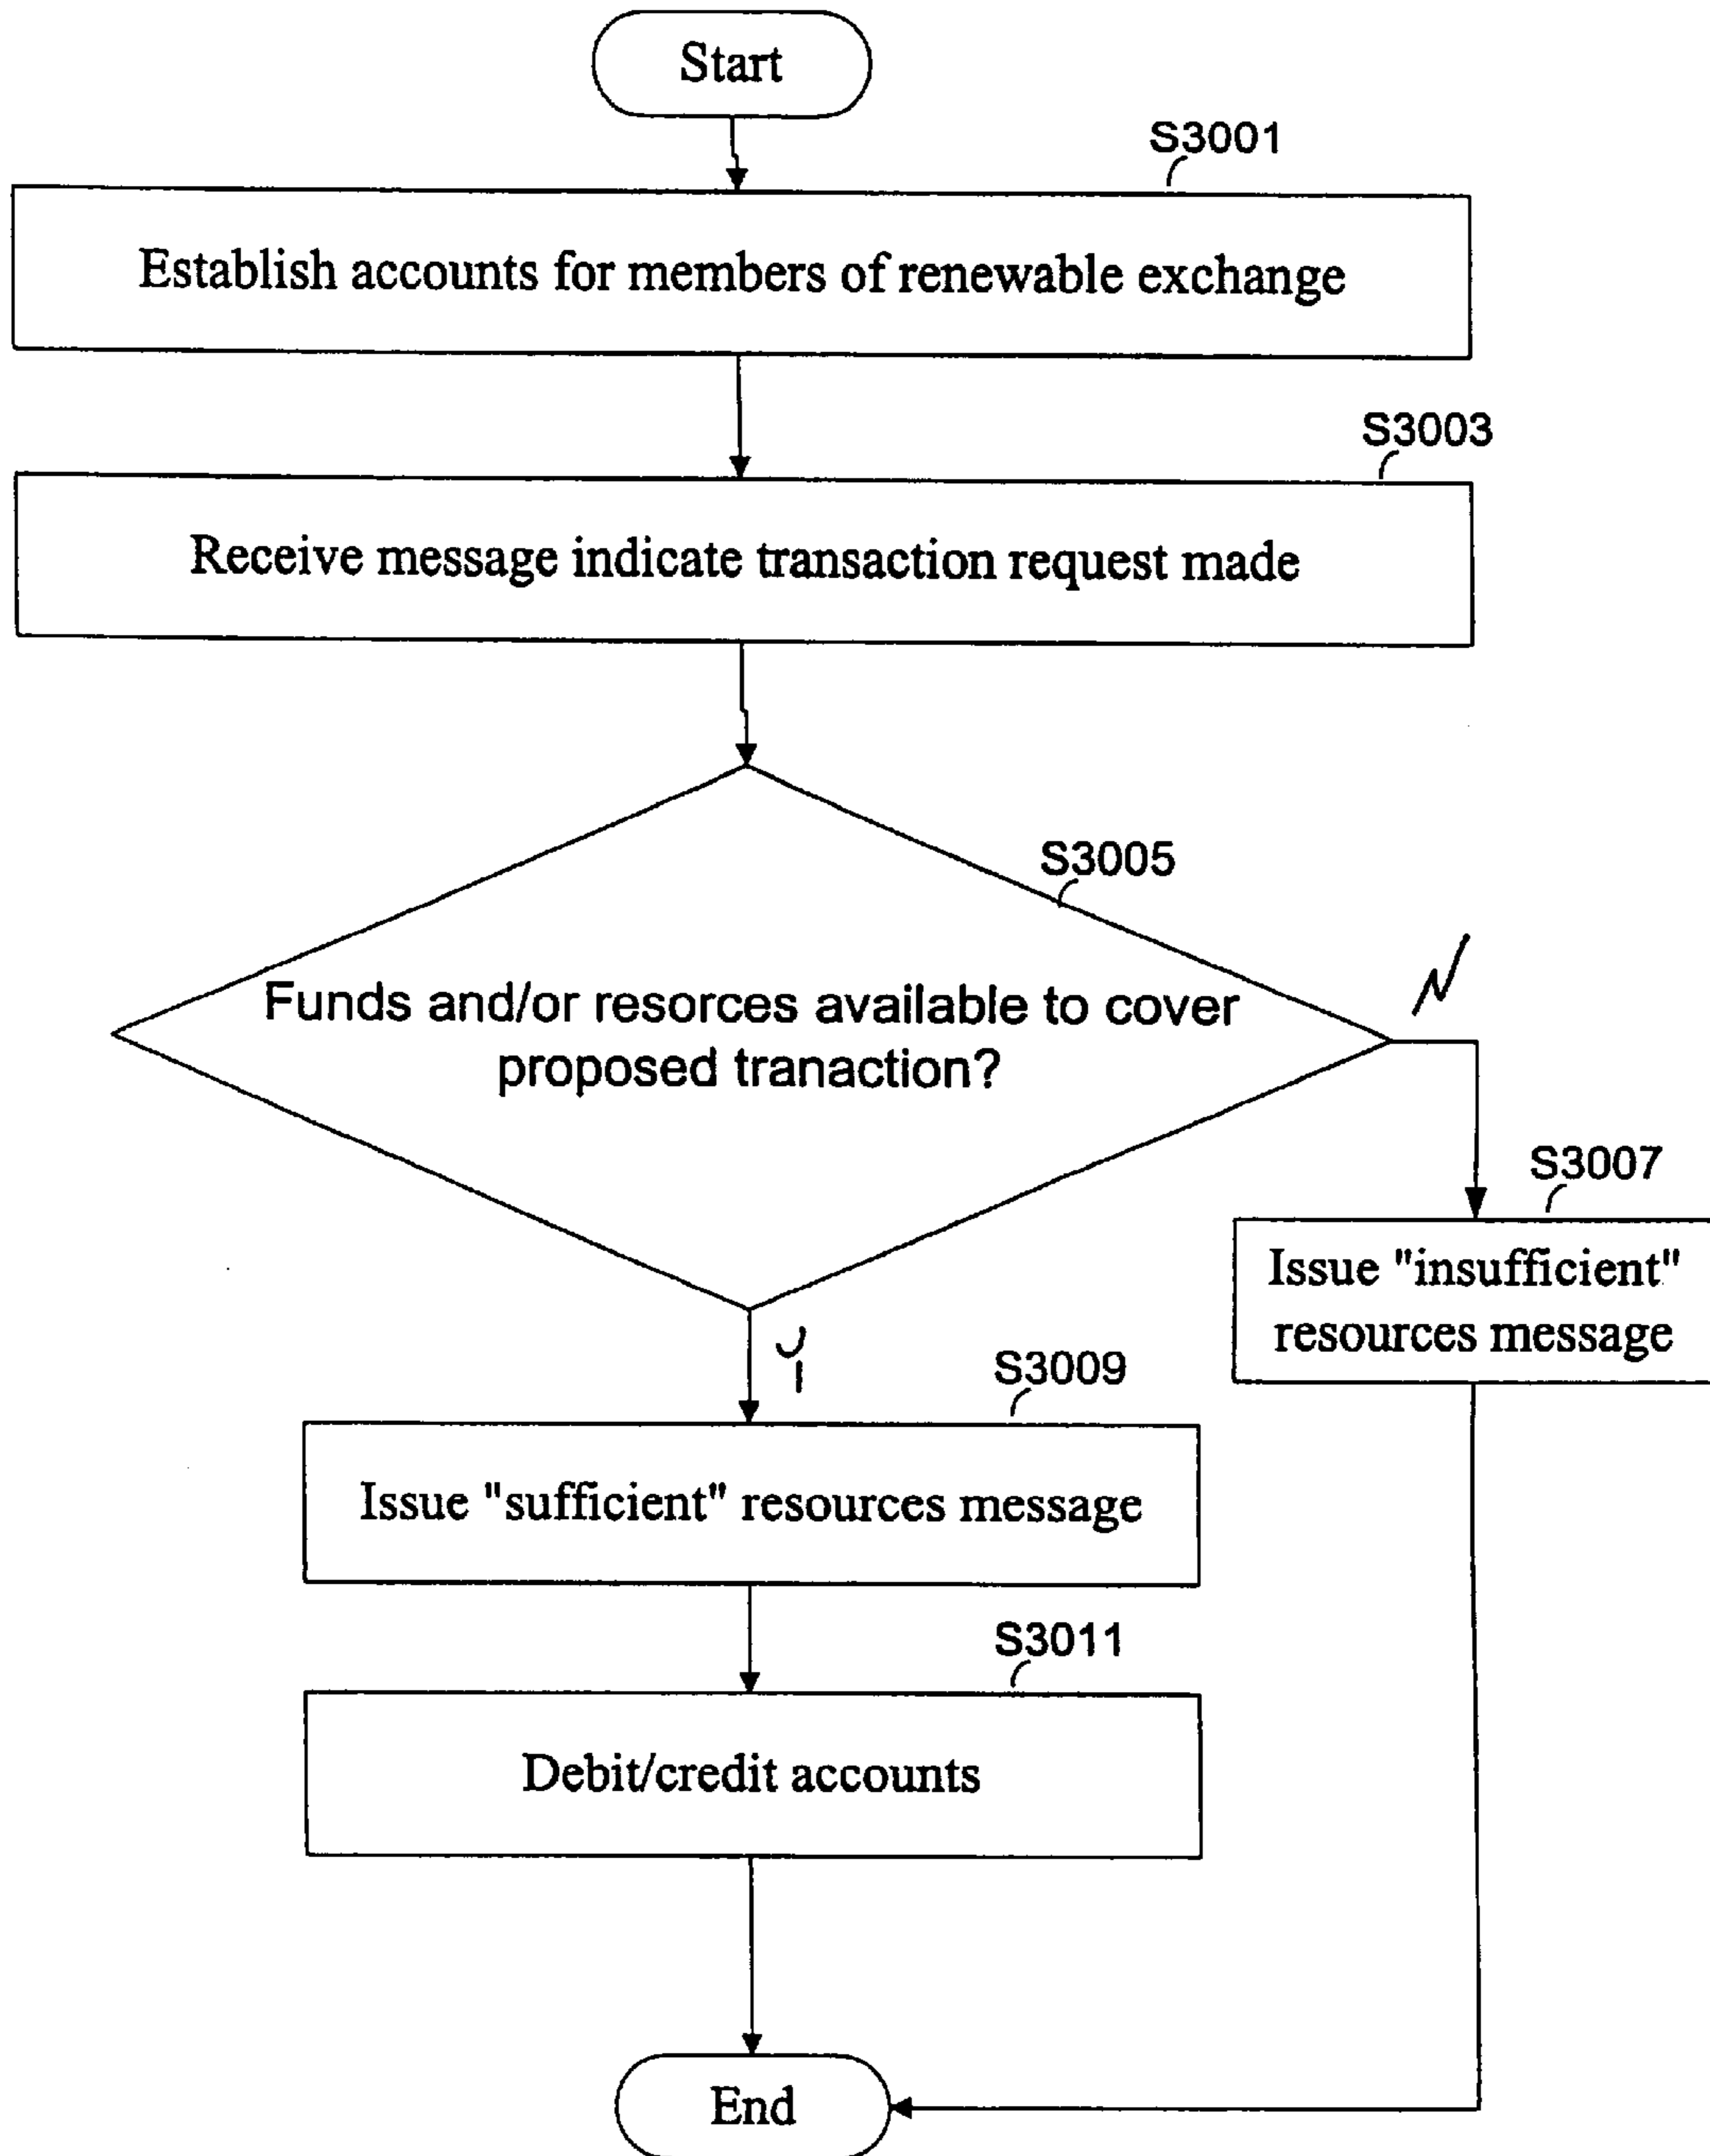 Start
S3001
Establish accounts for members of renewable exchange
S3003
Receive message indicate transaction request made
S3005
Funds and/or resorces available to cover
proposed tranaction?
N
S3007
Issue "insufficient"
resources message
Y
S3009
Issue "sufficient" resources message
S3011
Debit/credit accounts
End